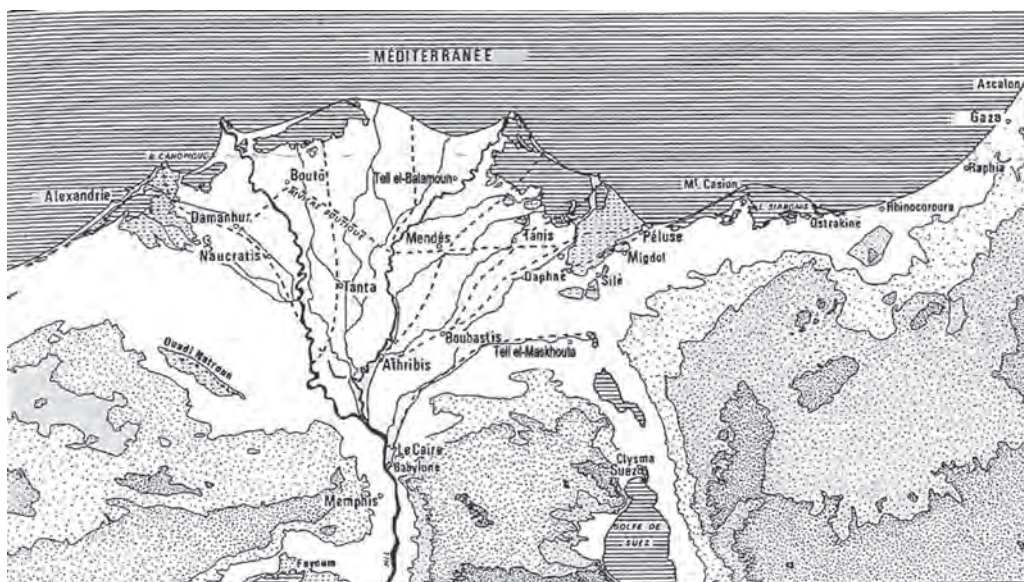 MÉDITERRANÉE
Ascalon
Gaza
Raphia
B. CANOPIQUE
Alexandrie
Bouto
Tell el-Balamoun
Mt. Casion
L. SIRBONIS
Rhinocoroura
Ostrakine
Damanhur
Mendès
Tanis
Péluse
Migdol
Naucratis
Daphné
Silé
Tanta
Boubastis
Tell el-Maskhouta
Athribis
Ouadi Natroun
Le Caire
Babylone
Clysma
Suez
Memphis
GOLFE DE
SUEZ
Fayoum